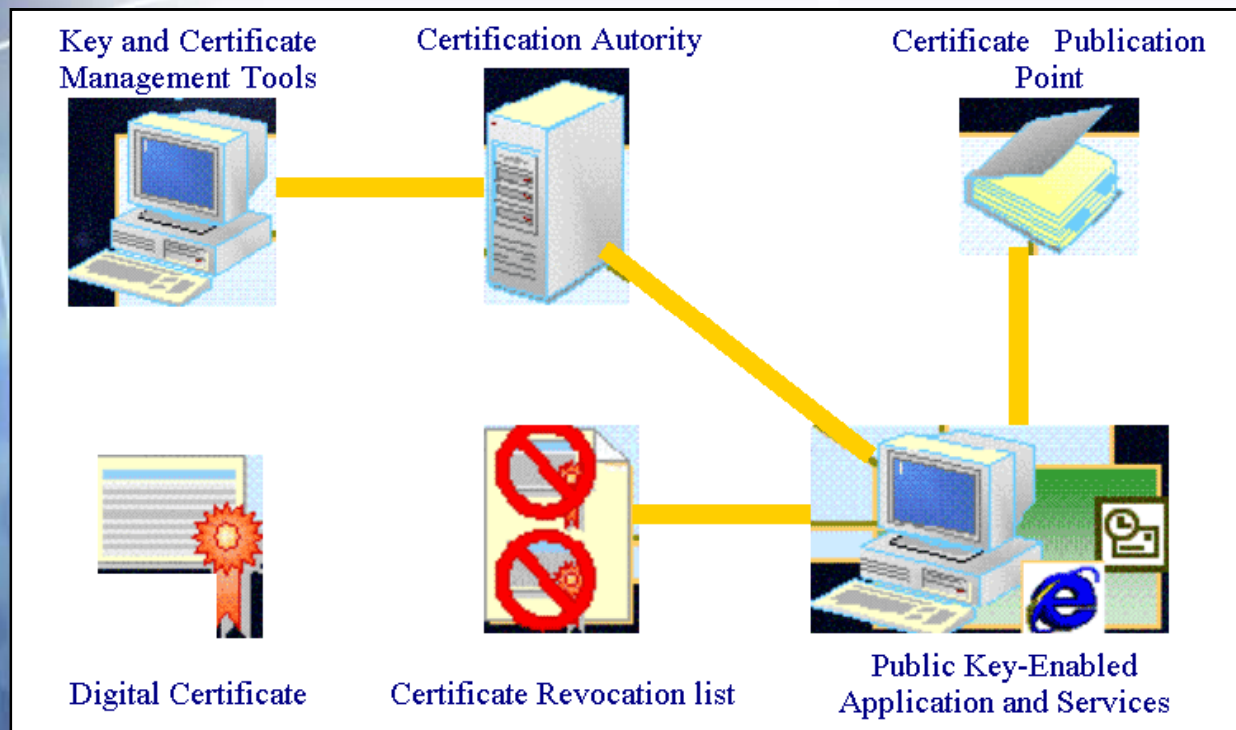 Key and Certificate
Management Tools
Certification Autority
Certificate Publication
Point
Digital Certificate
Certificate Revocation list
Public Key-Enabled
Application and Services